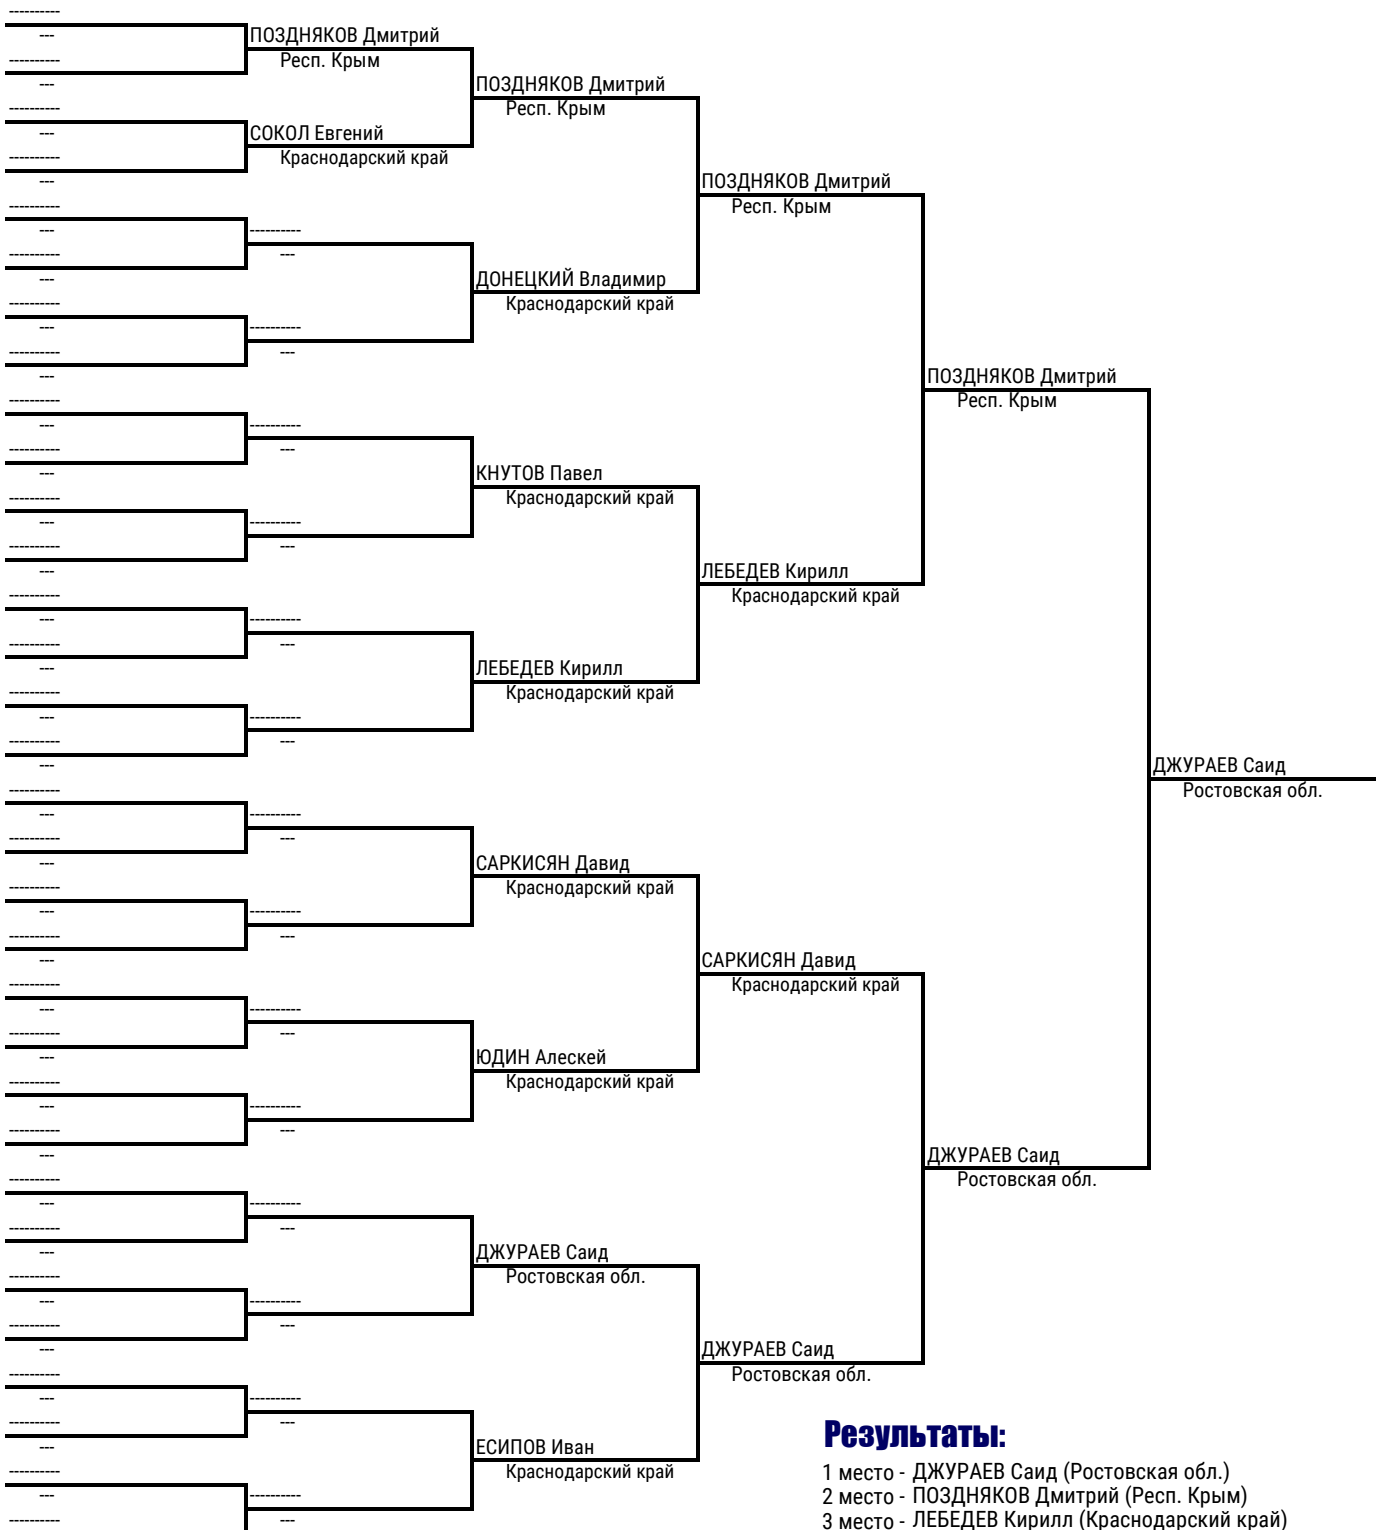 ----------
---
ПОЗДНЯКОВ Дмитрий
----------
Респ. Крым
---
ПОЗДНЯКОВ Дмитрий
----------
Респ. Крым
---
СОКОЛ Евгений
----------
Краснодарский край
---
ПОЗДНЯКОВ Дмитрий
----------
Респ. Крым
---
----------
----------
---
---
ДОНЕЦКИЙ Владимир
----------
Краснодарский край
---
----------
----------
---
---
ПОЗДНЯКОВ Дмитрий
----------
Респ. Крым
---
----------
----------
---
---
КНУТОВ Павел
----------
Краснодарский край
---
----------
----------
---
---
ЛЕБЕДЕВ Кирилл
----------
Краснодарский край
---
----------
----------
---
---
ЛЕБЕДЕВ Кирилл
----------
Краснодарский край
---
----------
----------
---
---
ДЖУРАЕВ Саид
----------
Ростовская обл.
---
----------
----------
---
---
САРКИСЯН Давид
----------
Краснодарский край
---
----------
----------
---
---
САРКИСЯН Давид
----------
Краснодарский край
---
----------
----------
---
---
ЮДИН Алескей
----------
Краснодарский край
---
----------
----------
---
---
ДЖУРАЕВ Саид
----------
Ростовская обл.
---
----------
----------
---
---
ДЖУРАЕВ Саид
----------
Ростовская обл.
---
----------
----------
---
---
ДЖУРАЕВ Саид
----------
Ростовская обл.
---
----------
----------
---
---
ЕСИПОВ Иван
----------
Краснодарский край
---
----------
----------
---
Результаты:
1 место - ДЖУРАЕВ Саид (Ростовская обл.)
2 место - ПОЗДНЯКОВ Дмитрий (Респ. Крым)
3 место - ЛЕБЕДЕВ Кирилл (Краснодарский край)